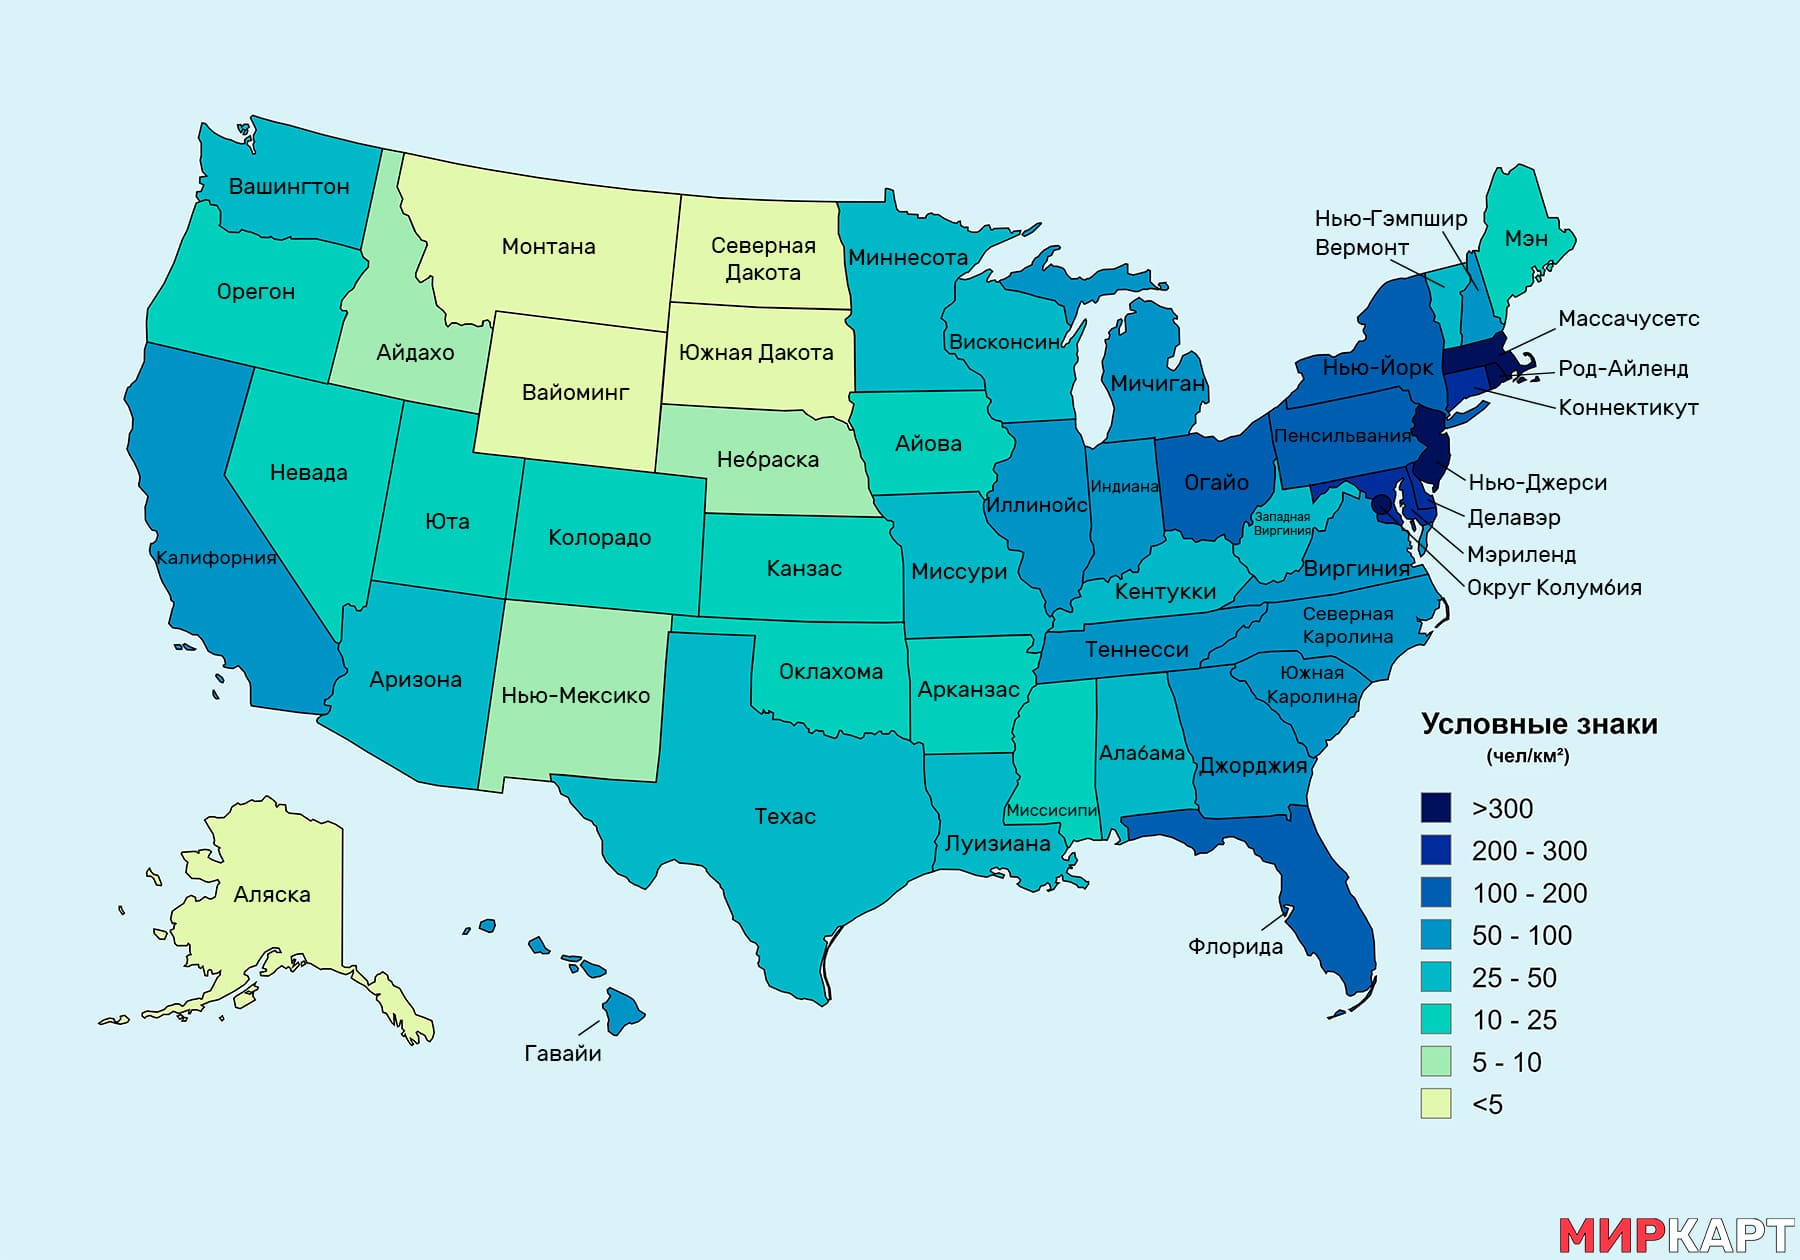 Вашингтон
Орегон
Айдахо
Монтана
Северная
Дакота
Миннесота
Южная Дакота
Вайоминг
Висконсин
Мичиган
Нью-Гэмпшир
Вермонт
Мэн
Массачусетс
Род-Айленд
Коннектикут
Нью-Йорк
Пенсильвания
Нью-Джерси
Делавэр
Мэриленд
Округ Колумбия
Невада
Юта
Колорадо
Небраска
Айова
Иллинойс
Индиана
Огайо
Западная
Виргиния
Виргиния
Калифорния
Канзас
Миссури
Кентукки
Северная
Каролина
Теннесси
Южная
Каролина
Аризона
Нью-Мексико
Оклахома
Арканзас
Миссисипи
Алабама
Джорджия
Техас
Луизиана
Флорида
Аляска
Гавайи
Условные знаки
(чел/км²)
>300
200 - 300
100 - 200
50 - 100
25 - 50
10 - 25
5 - 10
<5
МИРКАРТ